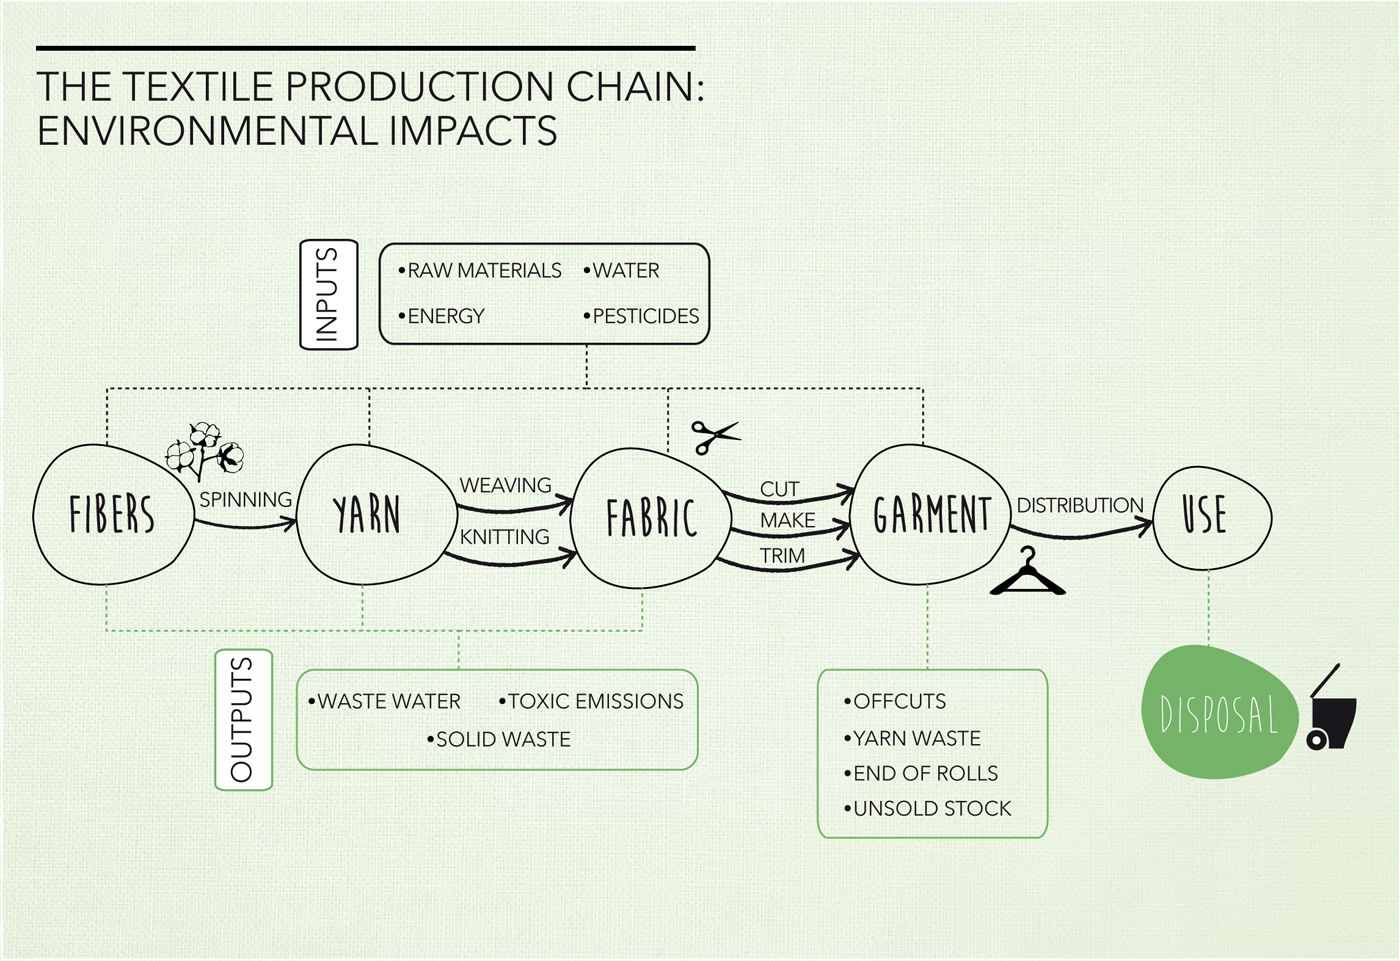 THE TEXTILE PRODUCTION CHAIN:
ENVIRONMENTAL IMPACTS
INPUTS
•RAW MATERIALS •WATER
•ENERGY •PESTICIDES
FIBERS
SPINNING
YARN
WEAVING
KNITTING
FABRIC
CUT
MAKE
TRIM
GARMENT
DISTRIBUTION
USE
OUTPUTS
•WASTE WATER •TOXIC EMISSIONS
•SOLID WASTE
•OFFCUTS
•YARN WASTE
•END OF ROLLS
•UNSOLD STOCK
DISPOSAL